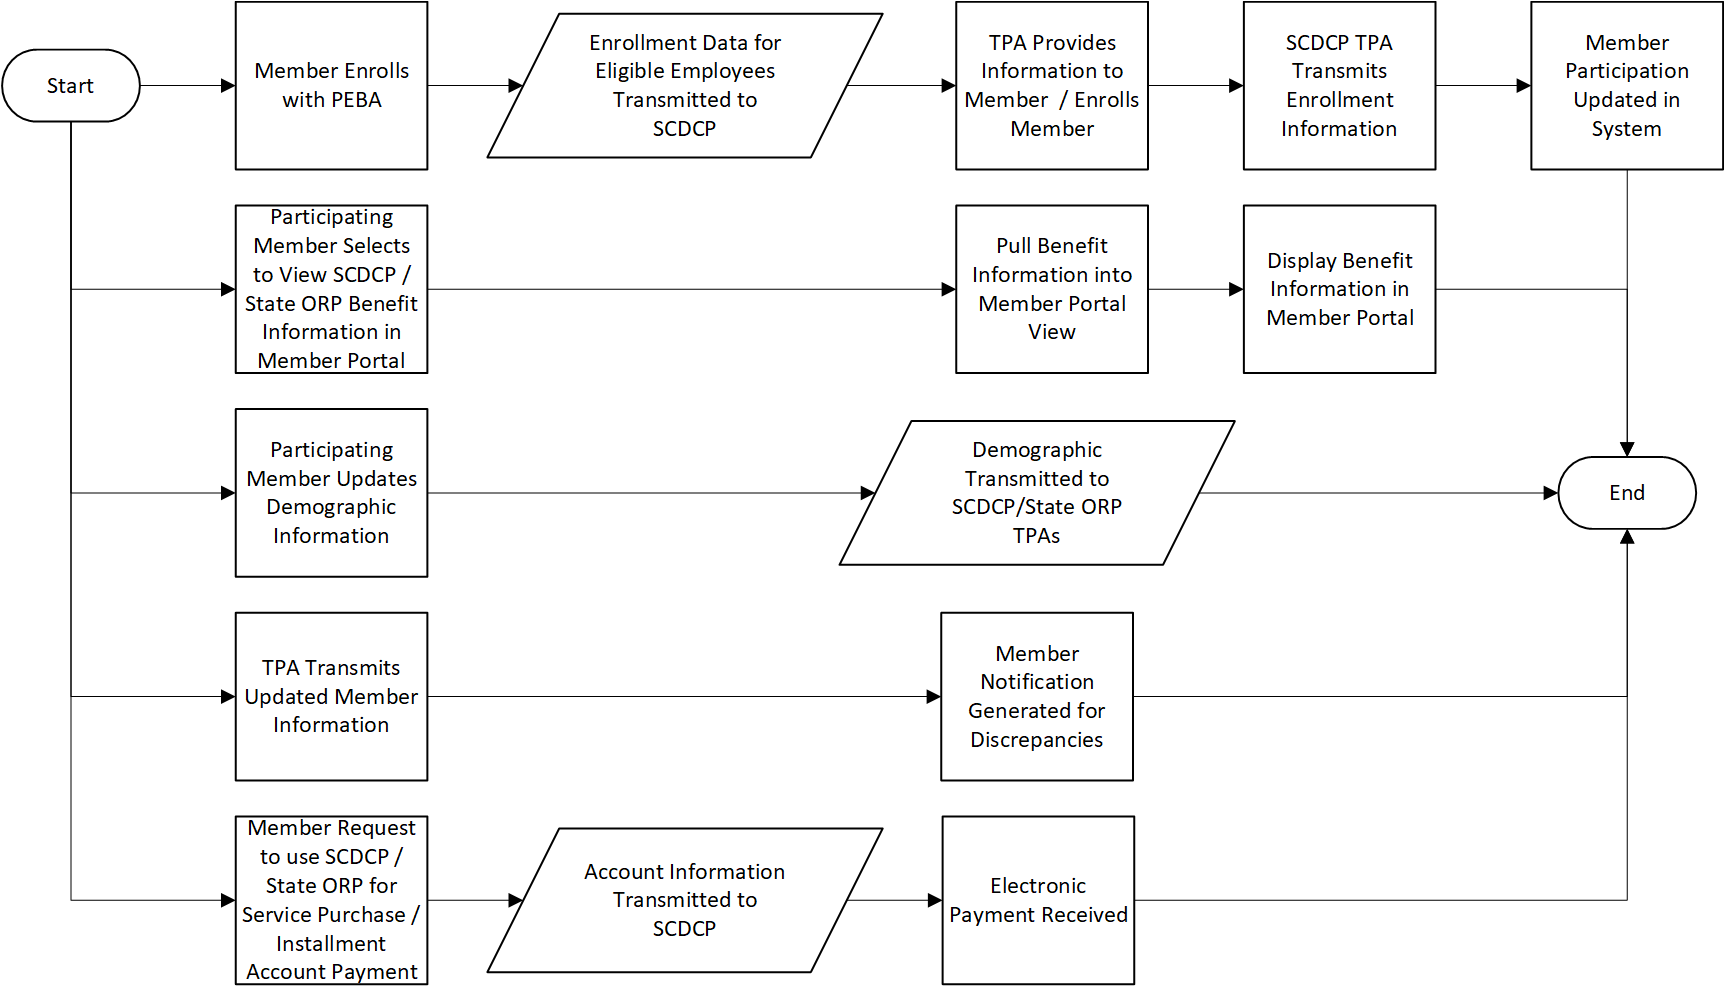 Start
Member Enrolls
with PEBA
Enrollment Data for
Eligible Employees
Transmitted to
SCDCP
TPA Provides
Information to
Member / Enrolls
Member
SCDCP TPA
Transmits
Enrollment
Information
Member
Participation
Updated in
System
Participating
Member Selects
to View SCDCP /
State ORP Benefit
Information in
Member Portal
Pull Benefit
Information into
Member Portal
View
Display Benefit
Information in
Member Portal
Participating
Member Updates
Demographic
Information
Demographic
Transmitted to
SCDCP/State ORP
TPAs
End
TPA Transmits
Updated Member
Information
Member
Notification
Generated for
Discrepancies
Member Request
to use SCDCP /
State ORP for
Service Purchase /
Installment
Account Payment
Account Information
Transmitted to
SCDCP
Electronic
Payment Received